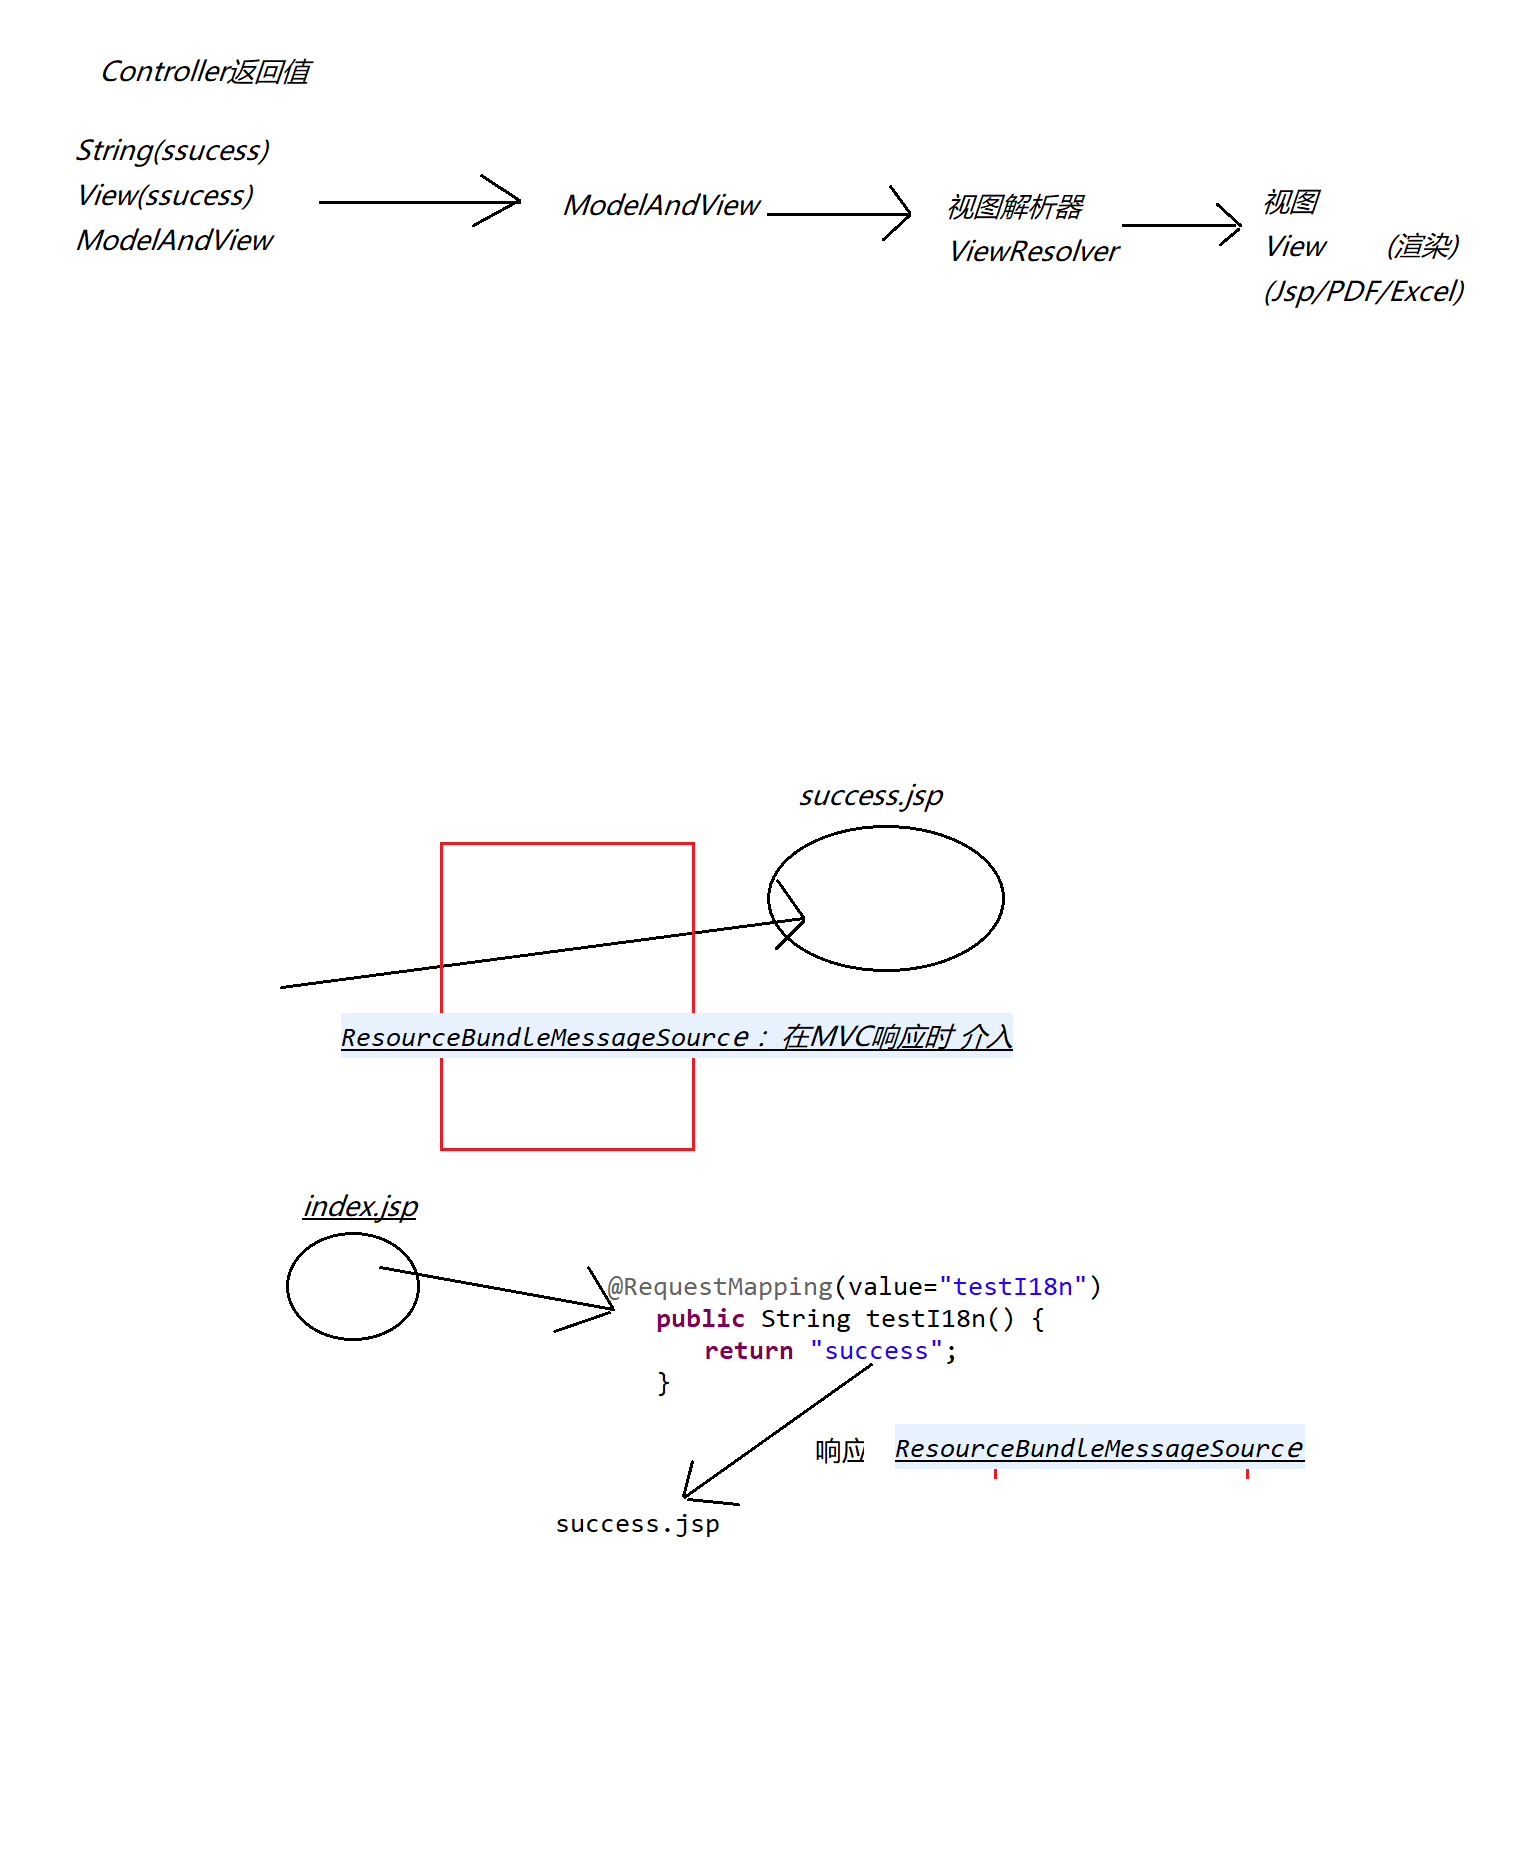 Controller返回值
String(ssucess)
View(ssucess)
ModelAndView
ModelAndView
视图解析器
ViewResolver
视图
View (渲染)
(Jsp/PDF/Excel)
success.jsp
ResourceBundleMessageSource：在MVC响应时 介入
index.jsp
@RequestMapping(value="testI18n")
public String testI18n() {
return "success";
}
响应 ResourceBundleMessageSource
success.jsp